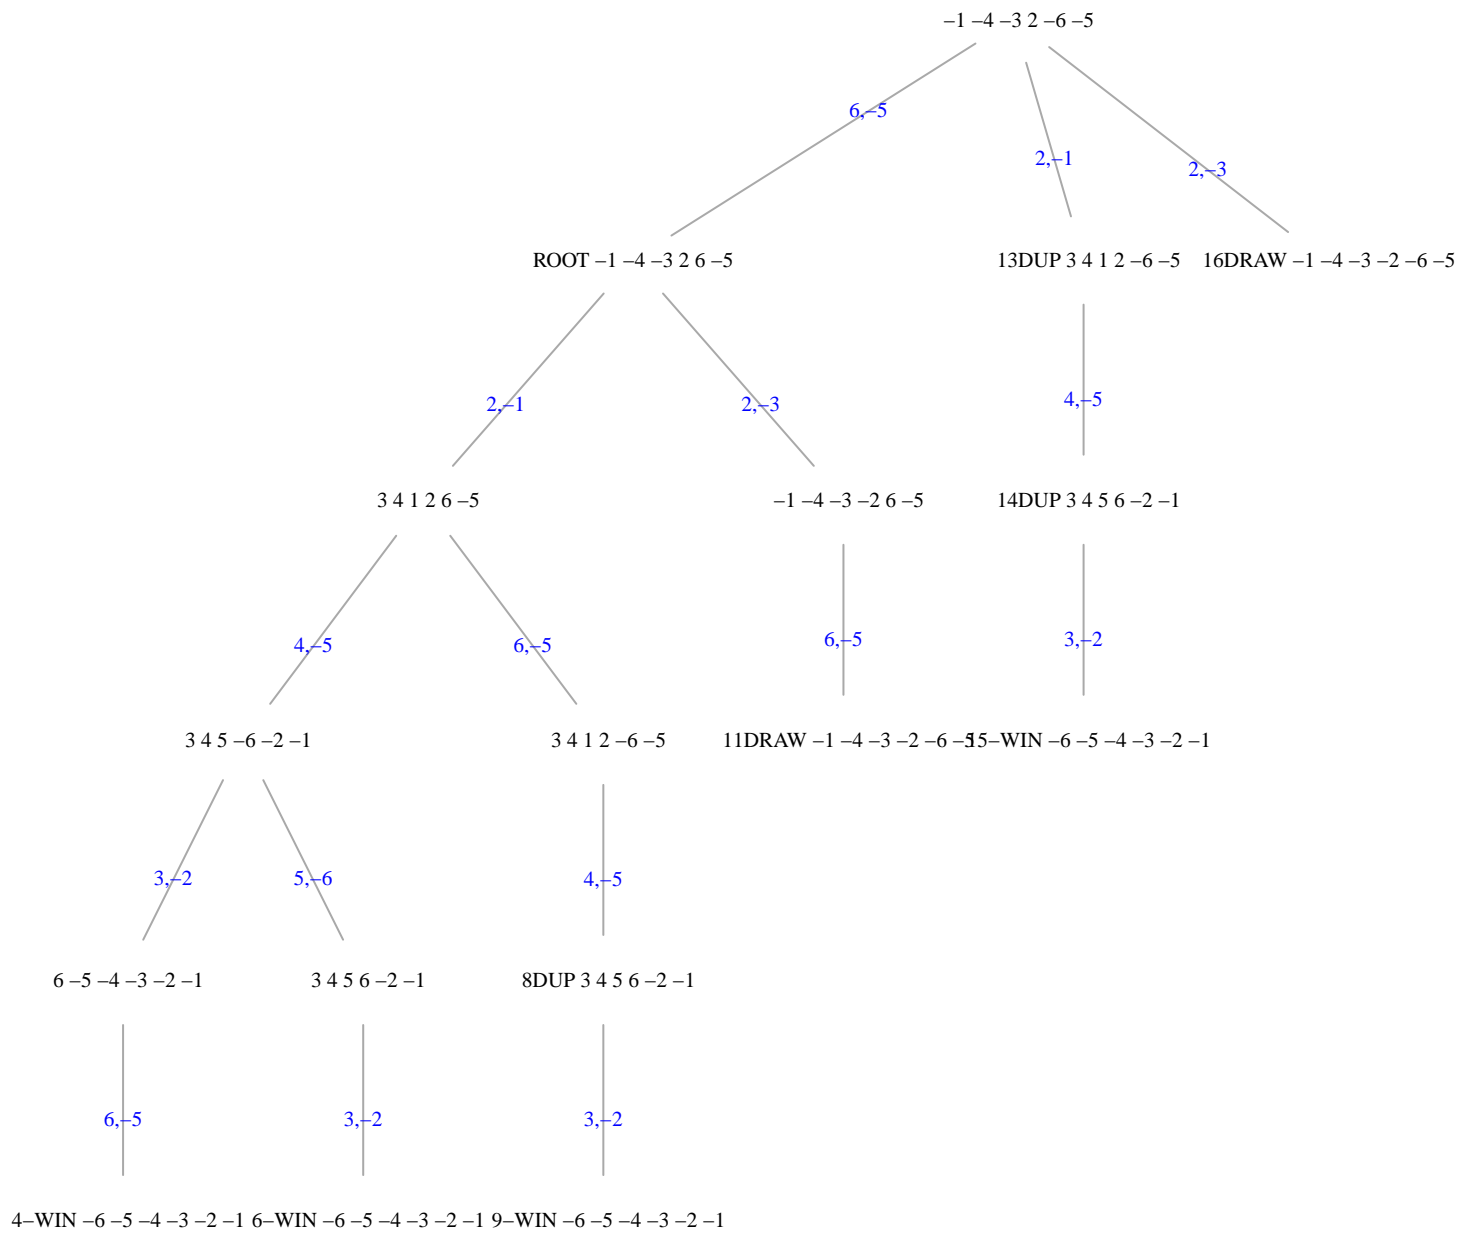 –1 –4 –3 2 –6 –5
6,–5
2,–1
2,–3
ROOT –1 –4 –3 2 6 –5
13DUP 3 4 1 2 –6 –5
16DRAW –1 –4 –3 –2 –6 –5
2,–1
2,–3
4,–5
3 4 1 2 6 –5
–1 –4 –3 –2 6 –5
14DUP 3 4 5 6 –2 –1
4,–5
6,–5
6,–5
3,–2
3 4 5 –6 –2 –1
3 4 1 2 –6 –5
11DRAW –1 –4 –3 –2 –6 –5
15–WIN –6 –5 –4 –3 –2 –1
3,–2
5,–6
4,–5
6 –5 –4 –3 –2 –1
3 4 5 6 –2 –1
8DUP 3 4 5 6 –2 –1
6,–5
3,–2
3,–2
4–WIN –6 –5 –4 –3 –2 –1
6–WIN –6 –5 –4 –3 –2 –1
9–WIN –6 –5 –4 –3 –2 –1